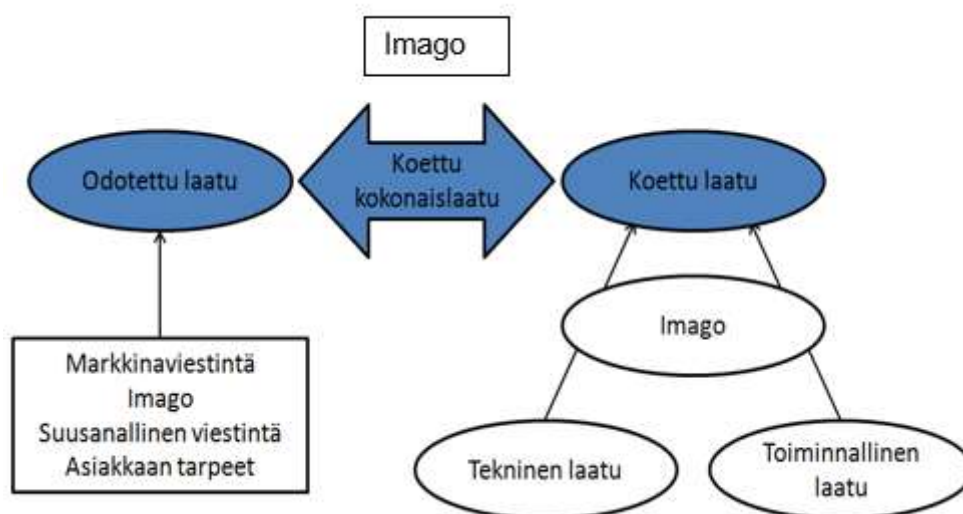 Imago
Odotettu laatu
Koettu
kokonaislaatu
Koettu laatu
Markkinaviestintä
Imago
Suusanallinen viestintä
Asiakkaan tarpeet
Imago
Tekninen laatu
Toiminnallinen
laatu